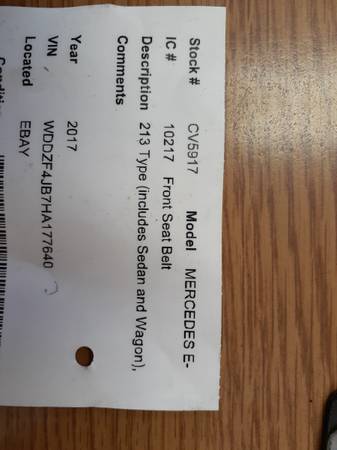 Stock # CV5917 Model MERCEDES E-
IC # 10217 Front Seat Belt
Description 213 Type (includes Sedan and Wagon),
Comments
Year 2017
VIN WDDZF4JB7HA177640
Located EBAY